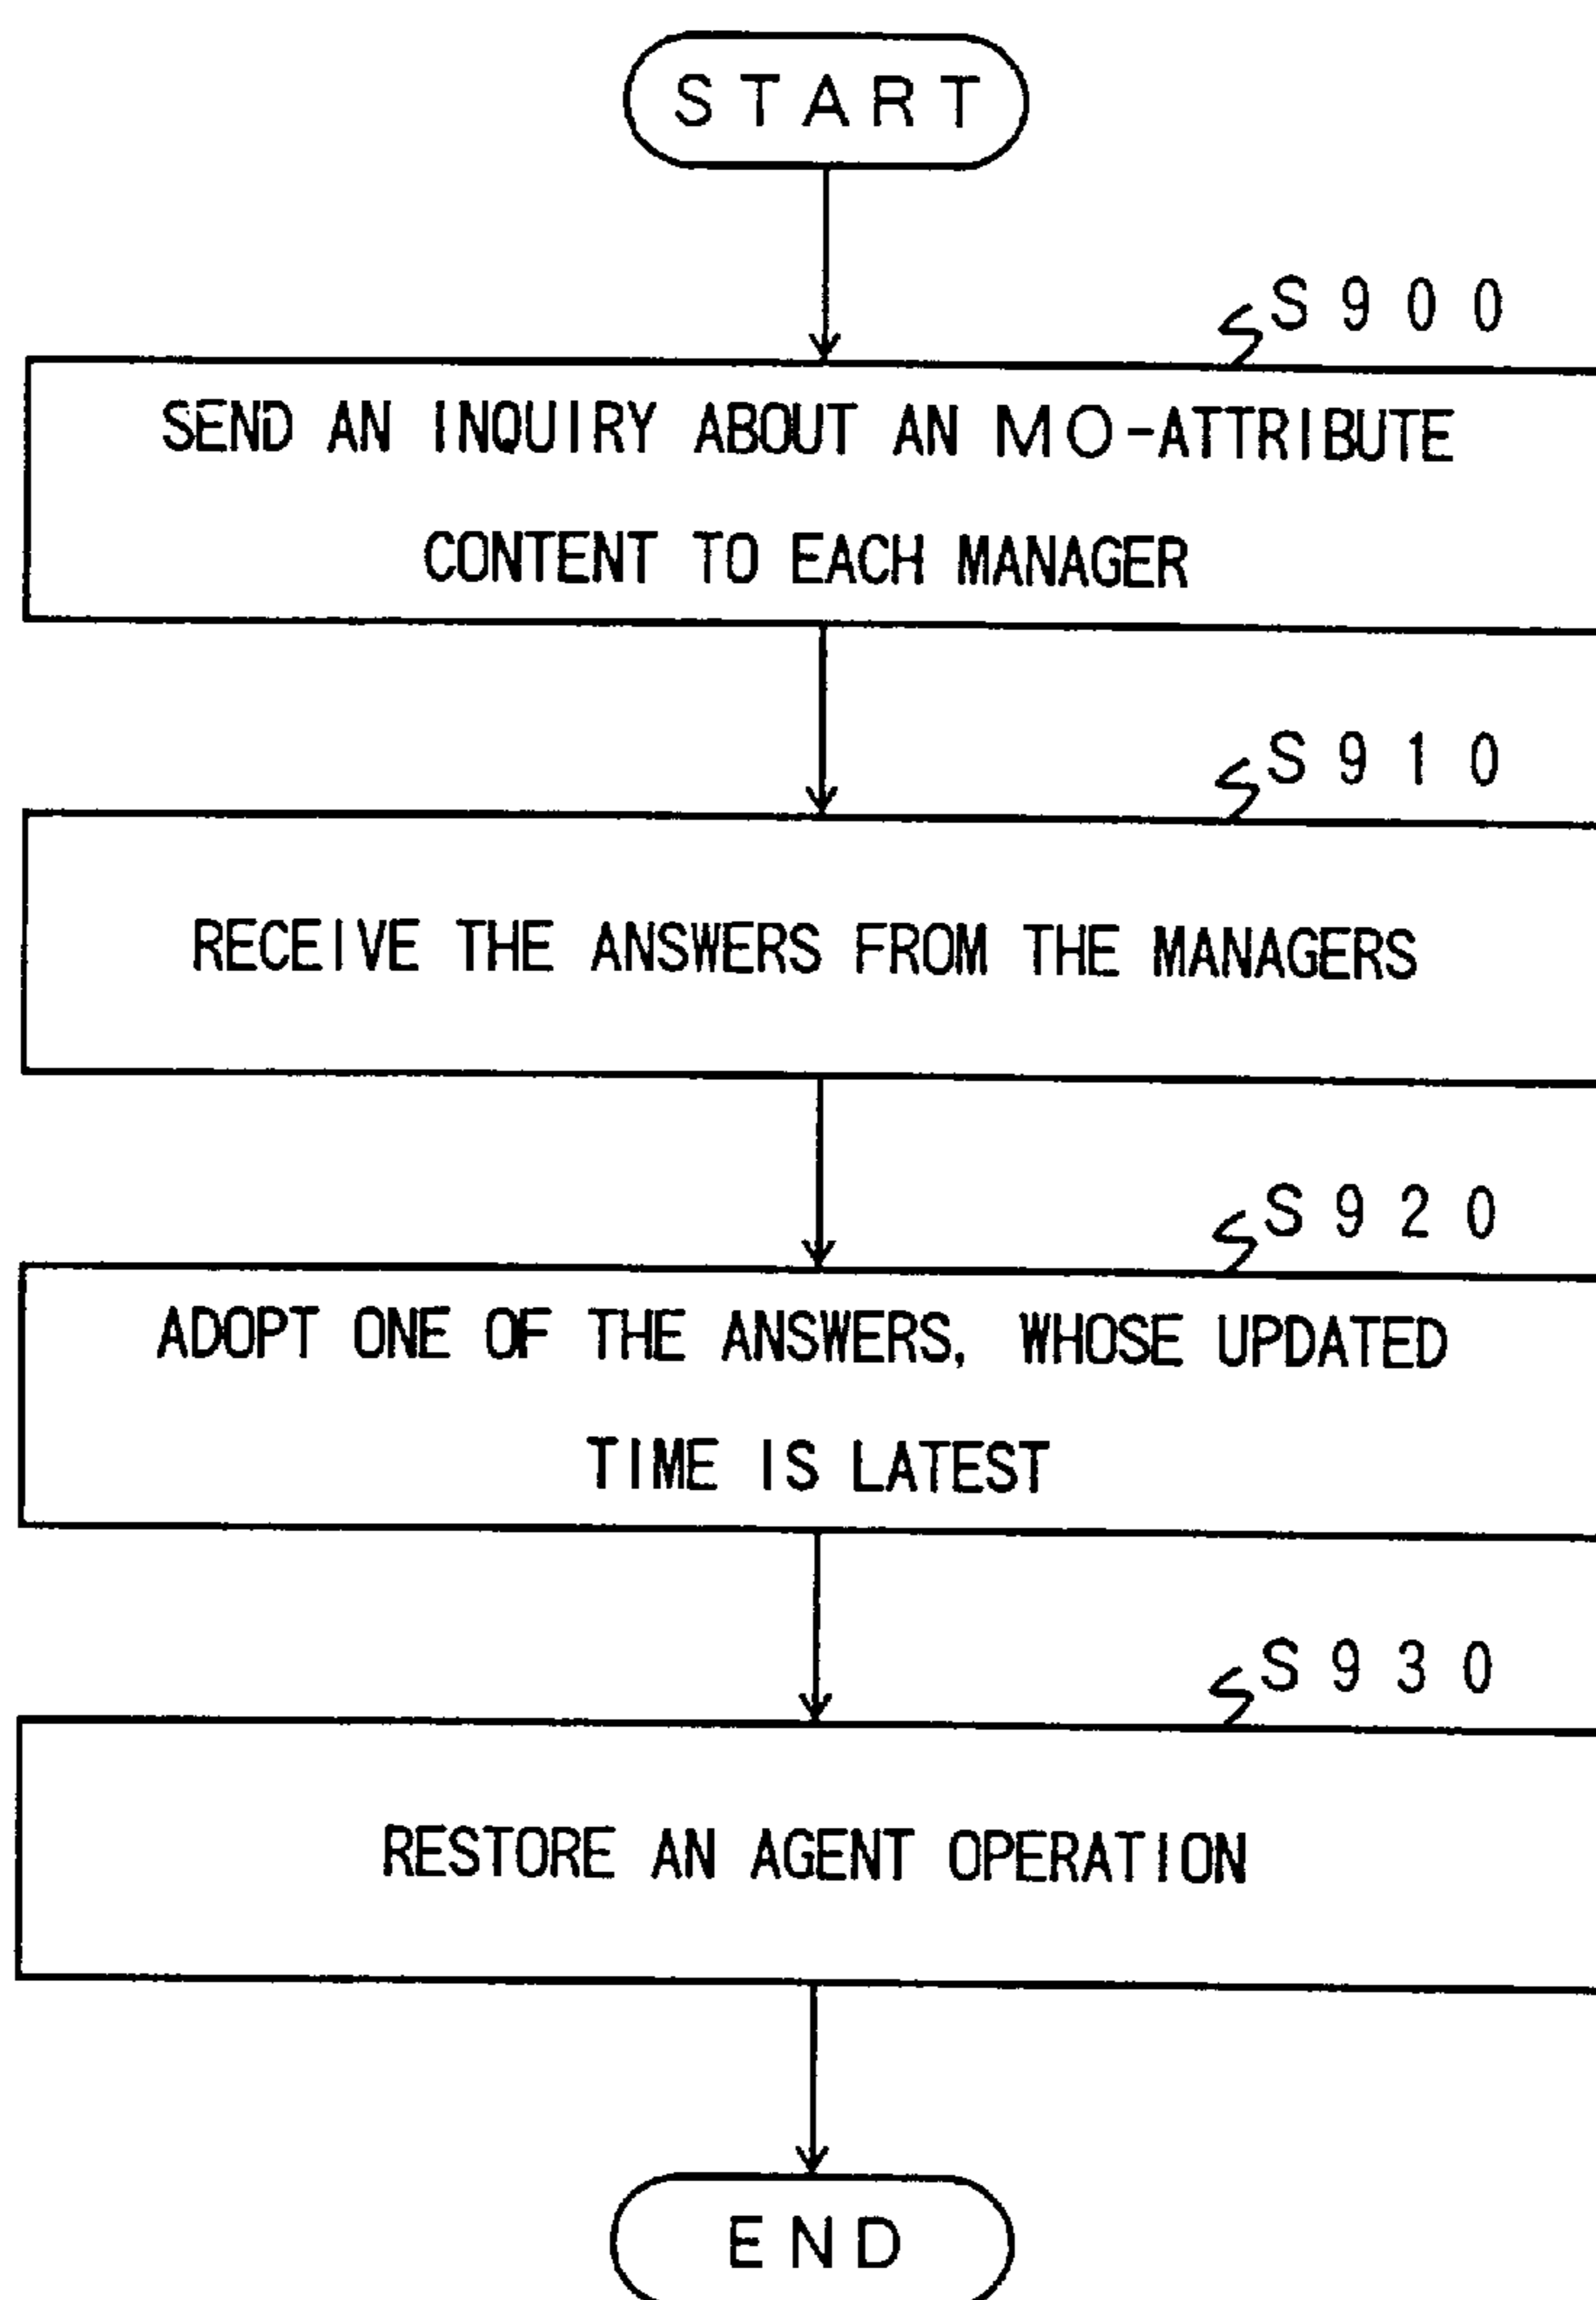 START
S900
SEND AN INQUIRY ABOUT AN MO-ATTRIBUTE
CONTENT TO EACH MANAGER
S910
RECEIVE THE ANSWERS FROM THE MANAGERS
S920
ADOPT ONE OF THE ANSWERS, WHOSE UPDATED
TIME IS LATEST
S930
RESTORE AN AGENT OPERATION
END